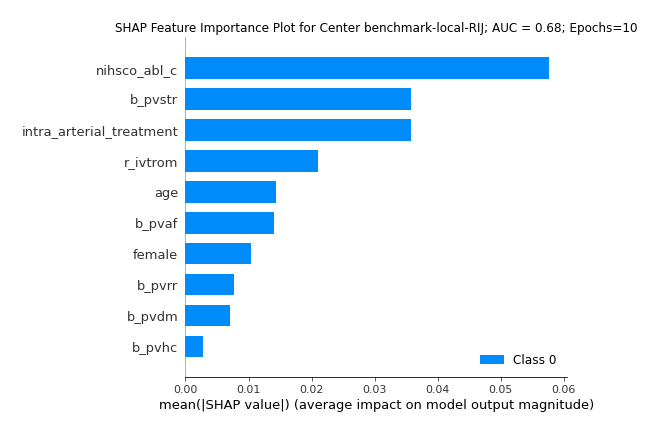 SHAP Feature Importance Plot for Center benchmark-local-RIJ; AUC = 0.68; Epochs=10
nihsco_abl_c
b_pvstr
intra_arterial_treatment
r_ivtrom
age
b_pvaf
female
b_pvrr
b_pvdm
b_pvhc
Class 0
0.00 0.01 0.02 0.03 0.04 0.05 0.06
mean(|SHAP value|) (average impact on model output magnitude)